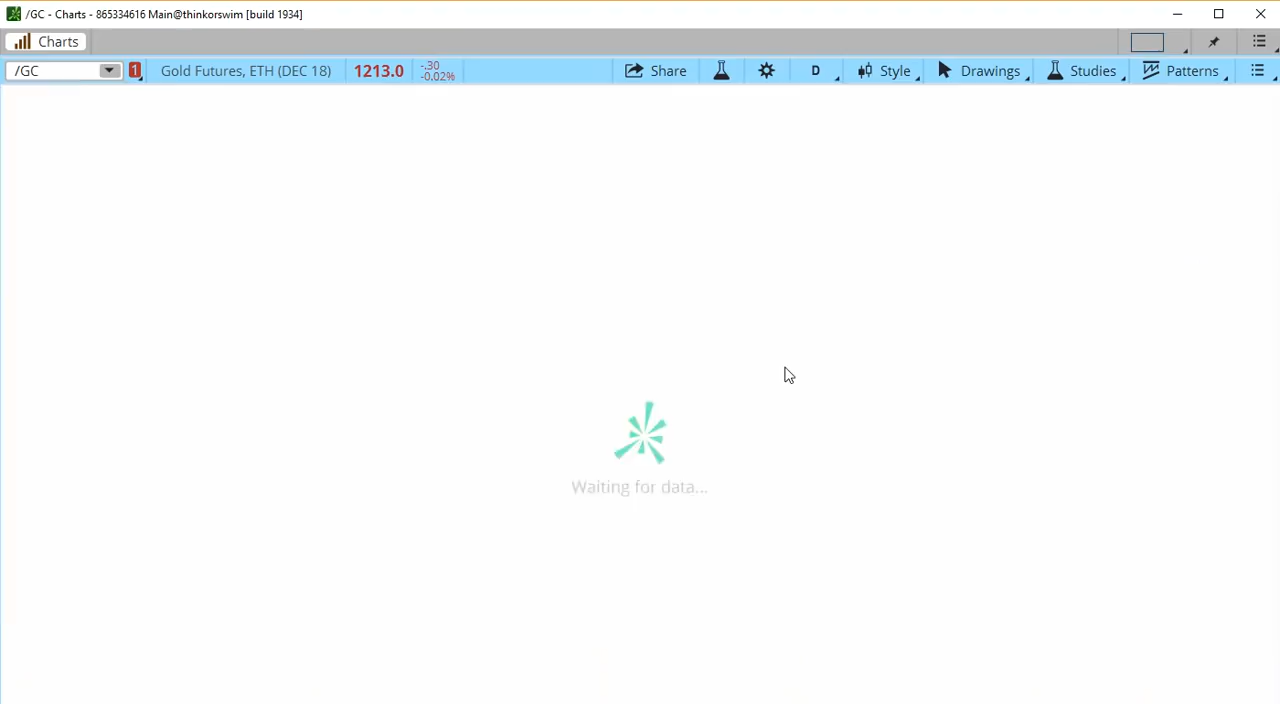 /GC - Charts - 865334616 Main@thinkorswim [build 1934]
Charts
/GC 1 Gold Futures, ETH (DEC 18) 1213.0 -.30 -0.02% Share D Style Drawings Studies Patterns
Waiting for data...